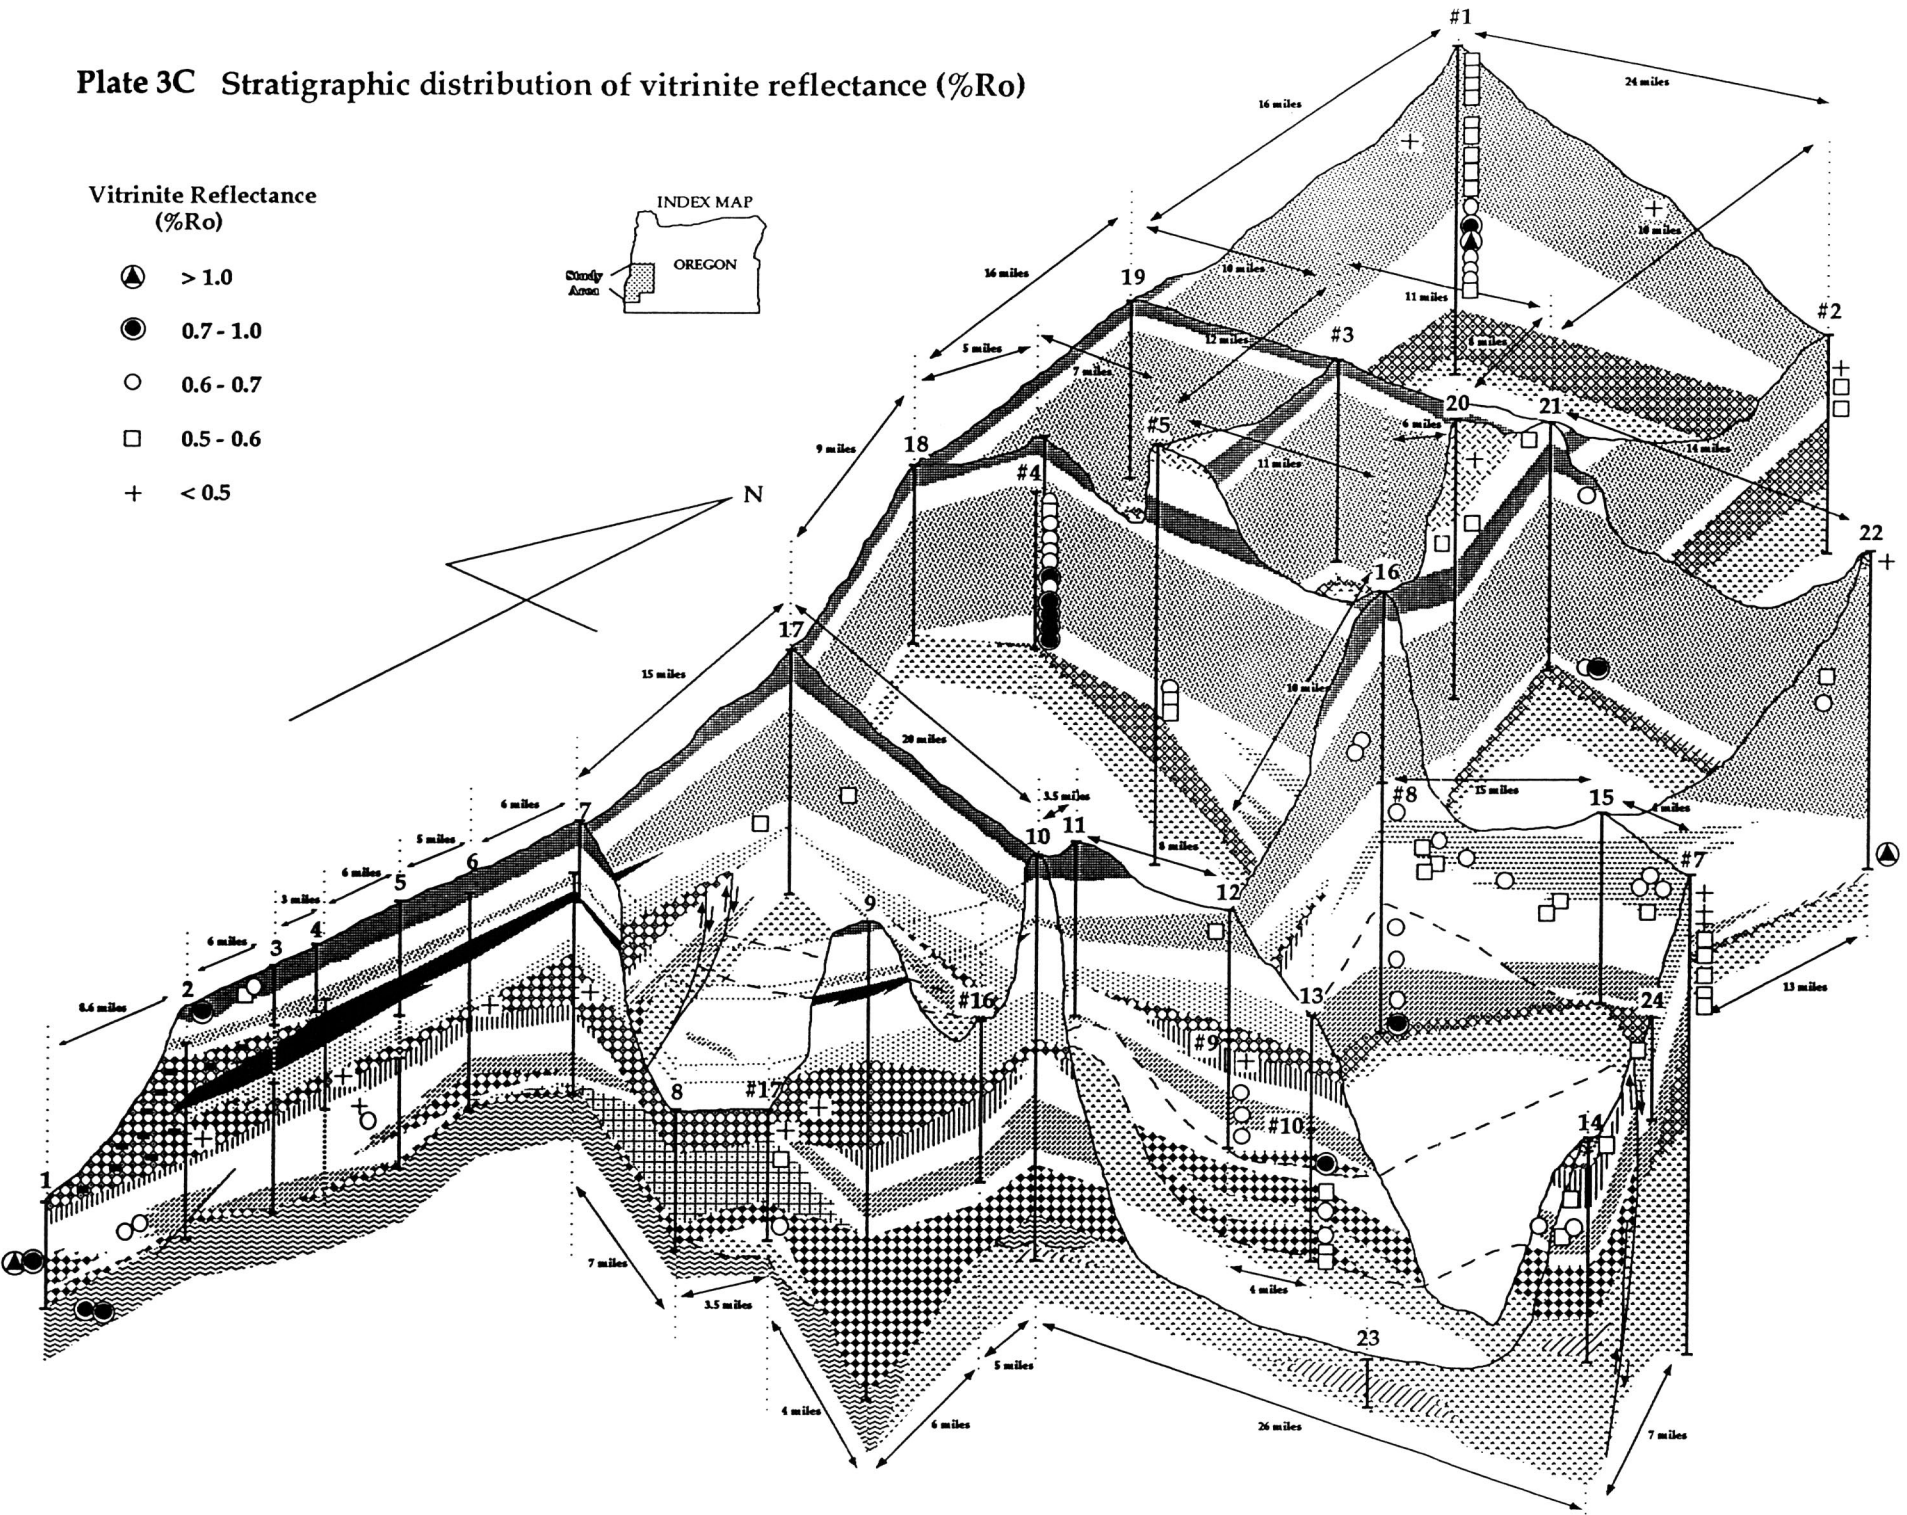 Plate 3C Stratigraphic distribution of vitrinite reflectance (%Ro)
Vitrinite Reflectance
(%Ro)
> 1.0
0.7 - 1.0
0.6 - 0.7
0.5 - 0.6
< 0.5
INDEX MAP
OREGON
Study
Area
N
#1
16 miles
24 miles
10 miles
19
16 miles
10 miles
11 miles
#2
#3
12 miles
8 miles
5 miles
7 miles
20
21
#5
6 miles
14 miles
18
9 miles
#4
11 miles
22
16
17
15 miles
10 miles
20 miles
#8
15 miles
15
4 miles
3.5 miles
6 miles
7
10
11
8 miles
5 miles
6
#7
6 miles
5
12
3 miles
9
4
6 miles
3
2
#16
13
24
13 miles
8.6 miles
#9
8
#17
#10
14
1
7 miles
3.5 miles
4 miles
23
5 miles
4 miles
6 miles
26 miles
7 miles